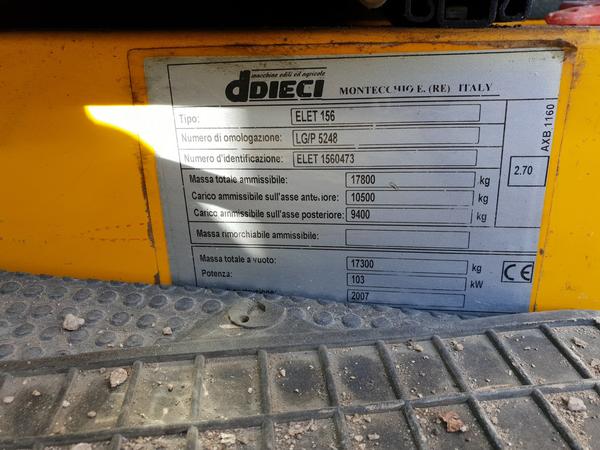 macchine edili ed agricole
dDIECI MONTECCHIO E. (RE) ITALY
Tipo: ELET 156
Numero di omologazione: LG/P 5248
Numero d'identificazione: ELET 1560473
Massa totale ammissibile: 17800 kg
Carico ammissibile sull'asse anteriore: 10500 kg
Carico ammissibile sull'asse posteriore: 9400 kg
Massa rimorchiabile ammissibile:
Massa totale a vuoto: 17300 kg
Potenza: 103 kW
2007
2.70
AXB 1160
CE